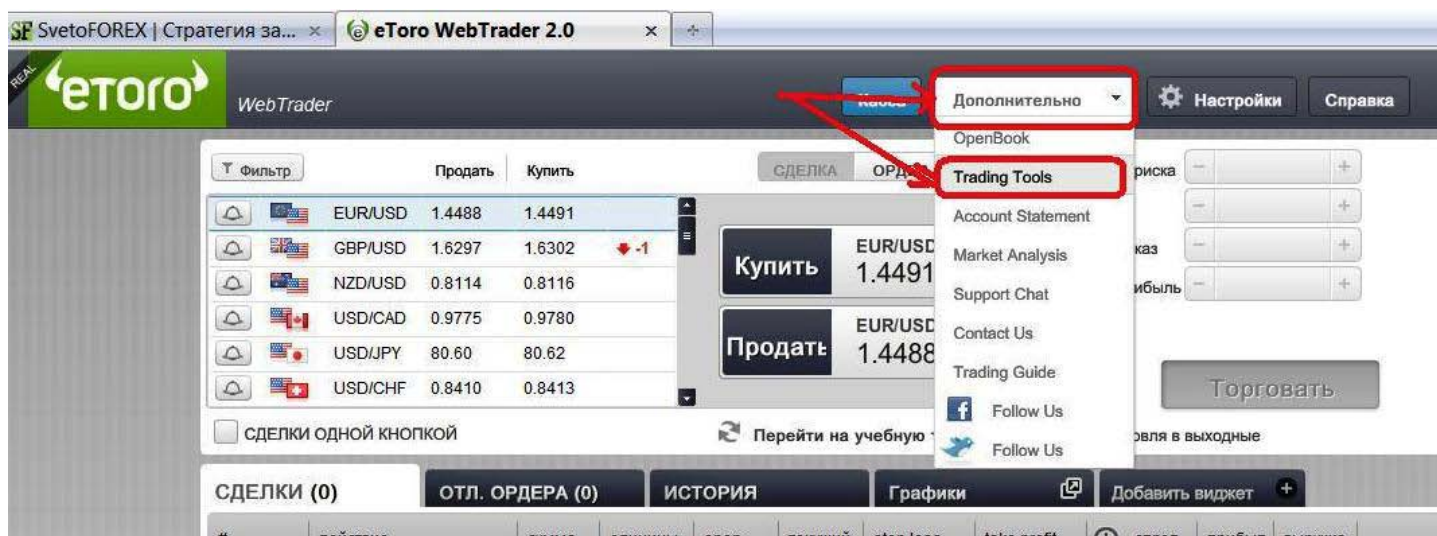 SF SvetoFOREX | Стратегия за... × eToro WebTrader 2.0 ×
REAL
eToro WebTrader
Касса Дополнительно Настройки Справка
OpenBook
Trading Tools
Account Statement
Market Analysis
Support Chat
Contact Us
Trading Guide
Follow Us
Follow Us
Фильтр Продать Купить
EUR/USD 1.4488 1.4491
GBP/USD 1.6297 1.6302 -1
NZD/USD 0.8114 0.8116
USD/CAD 0.9775 0.9780
USD/JPY 80.60 80.62
USD/CHF 0.8410 0.8413
СДЕЛКИ ОДНОЙ КНОПКОЙ
СДЕЛКА
риска - +
- +
каз - +
ибыль - +
Купить EUR/USD 1.4491
Продать EUR/USD 1.4488
Торговать
Перейти на учебную
овля в выходные
СДЕЛКИ (0) ОТЛ. ОРДЕРА (0) ИСТОРИЯ Графики Добавить виджет +